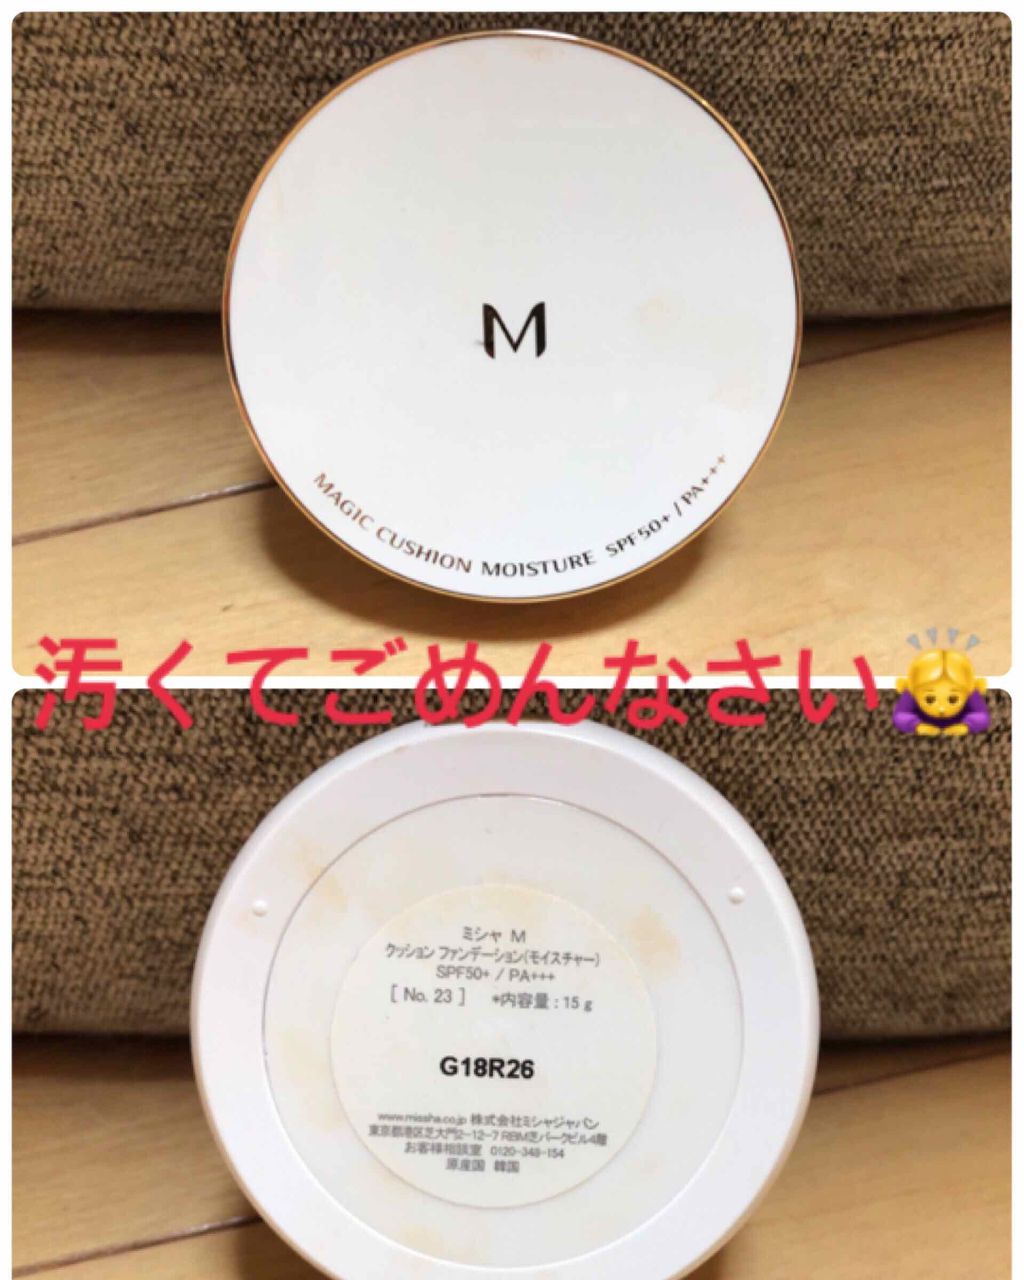 M
MAGIC CUSHION MOISTURE SPF50+ / PA+++
汚くてごめんなさい🙇‍♀️
ミシャ M
クッション ファンデーション(モイスチャー)
SPF50+ / PA+++
[ No. 23 ] *内容量 : 15 g
G18R26
www.missha.co.jp 株式会社ミシャジャパン
東京都港区芝大門2-12-7 RBM芝パークビル4階
お客様相談室 0120-348-154
原産国 韓国